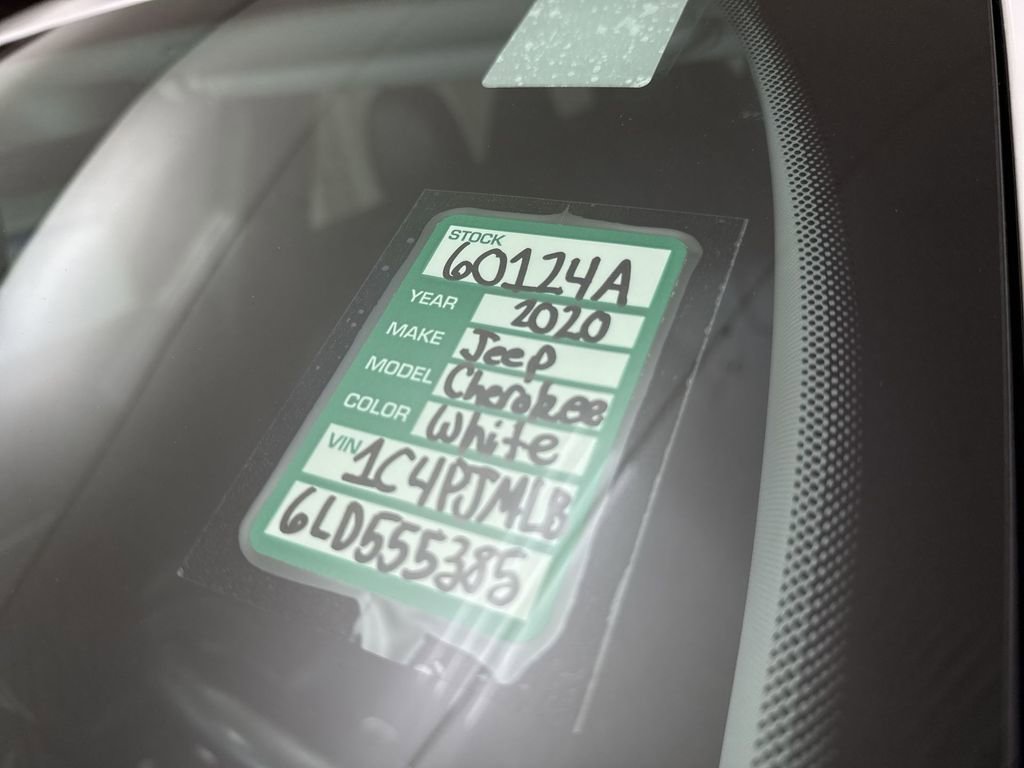 STOCK
60124A
YEAR 2020
MAKE Jeep
MODEL Cherokee
COLOR White
VIN 1C4PJMLB
6LD555385